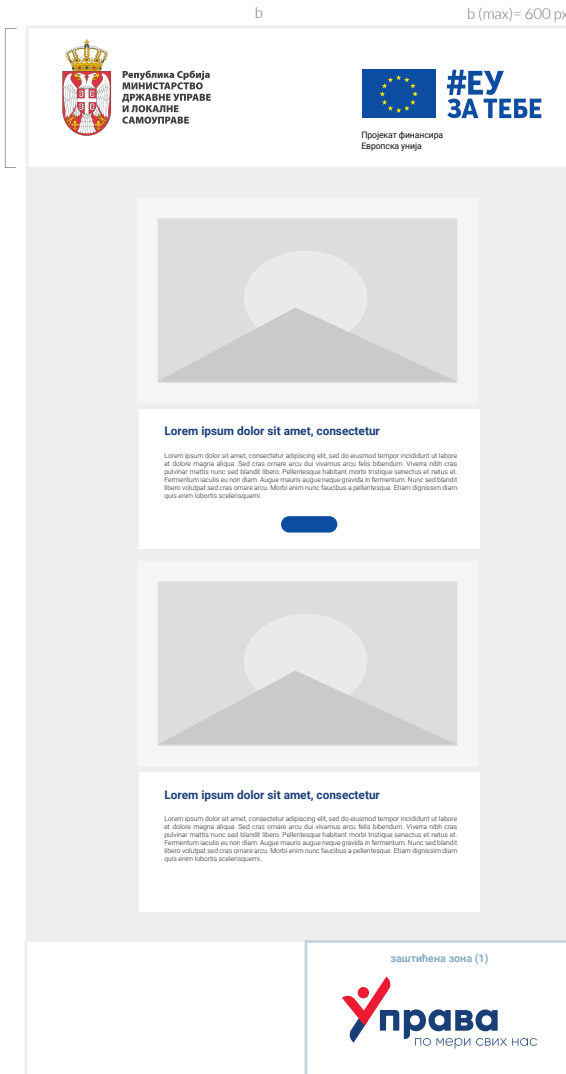 b
b (max)= 600 px
Република Србија
МИНИСТАРСТВО
ДРЖАВНЕ УПРАВЕ
И ЛОКАЛНЕ
САМОУПРАВЕ
#ЕУ
ЗА ТЕБЕ
Пројекат финансира
Европска унија
Lorem ipsum dolor sit amet, consectetur
Lorem ipsum dolor sit amet, consectetur adipiscing elit, sed do eiusmod tempor incididunt ut labore
et dolore magna aliqua. Sed cras ornare arcu dui vivamus arcu felis bibendum. Viverra nibh cras
pulvinar mattis nunc sed blandit libero. Pellentesque habitant morbi tristique senectus et netus et.
Fermentum iaculis eu non diam. Augue mauris augue neque gravida in fermentum. Nunc sed blandit
libero volutpat sed cras ornare arcu. Morbi enim nunc faucibus a pellentesque. Etiam dignissim diam
quis enim lobortis scelerisquemi.
Lorem ipsum dolor sit amet, consectetur
Lorem ipsum dolor sit amet, consectetur adipiscing elit, sed do eiusmod tempor incididunt ut labore
et dolore magna aliqua. Sed cras ornare arcu dui vivamus arcu felis bibendum. Viverra nibh cras
pulvinar mattis nunc sed blandit libero. Pellentesque habitant morbi tristique senectus et netus et.
Fermentum iaculis eu non diam. Augue mauris augue neque gravida in fermentum. Nunc sed blandit
libero volutpat sed cras ornare arcu. Morbi enim nunc faucibus a pellentesque. Etiam dignissim diam
quis enim lobortis scelerisquemi.
заштићена зона (1)
Управа
по мери свих нас